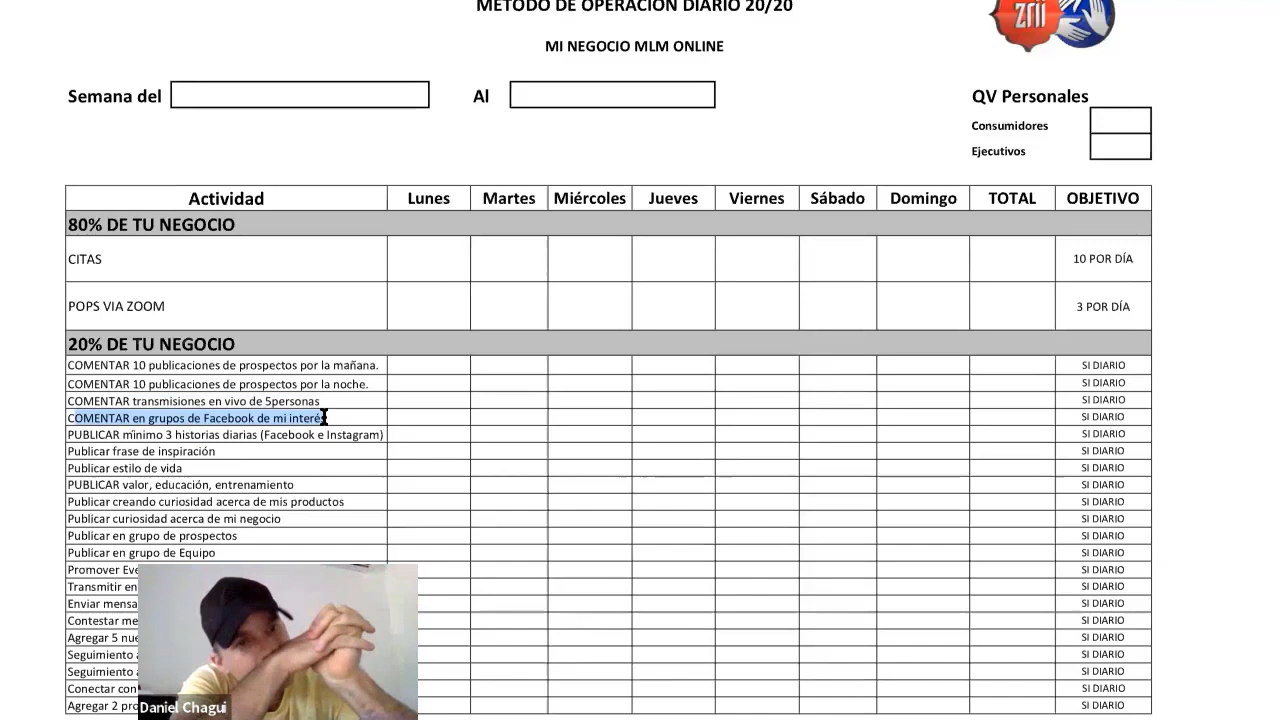 METODO DE OPERACIÓN DIARIO 20/20
zrii
MI NEGOCIO MLM ONLINE
Semana del Al QV Personales
Consumidores
Ejecutivos
Actividad Lunes Martes Miércoles Jueves Viernes Sábado Domingo TOTAL OBJETIVO
80% DE TU NEGOCIO
CITAS 10 POR DÍA
POPS VIA ZOOM 3 POR DÍA
20% DE TU NEGOCIO
COMENTAR 10 publicaciones de prospectos por la mañana. SI DIARIO
COMENTAR 10 publicaciones de prospectos por la noche. SI DIARIO
COMENTAR transmisiones en vivo de 5personas SI DIARIO
COMENTAR en grupos de Facebook de mi interés SI DIARIO
PUBLICAR mìnimo 3 historias diarias (Facebook e Instagram) SI DIARIO
Publicar frase de inspiración SI DIARIO
Publicar estilo de vida SI DIARIO
PUBLICAR valor, educación, entrenamiento SI DIARIO
Publicar creando curiosidad acerca de mis productos SI DIARIO
Publicar curiosidad acerca de mi negocio SI DIARIO
Publicar en grupo de prospectos SI DIARIO
Publicar en grupo de Equipo SI DIARIO
Promover SI DIARIO
Transmitir en SI DIARIO
Enviar SI DIARIO
Contestar SI DIARIO
Agregar 5 SI DIARIO
Seguimiento SI DIARIO
Seguimiento SI DIARIO
Conectar con SI DIARIO
Agregar 2 SI DIARIO
Daniel Chagui